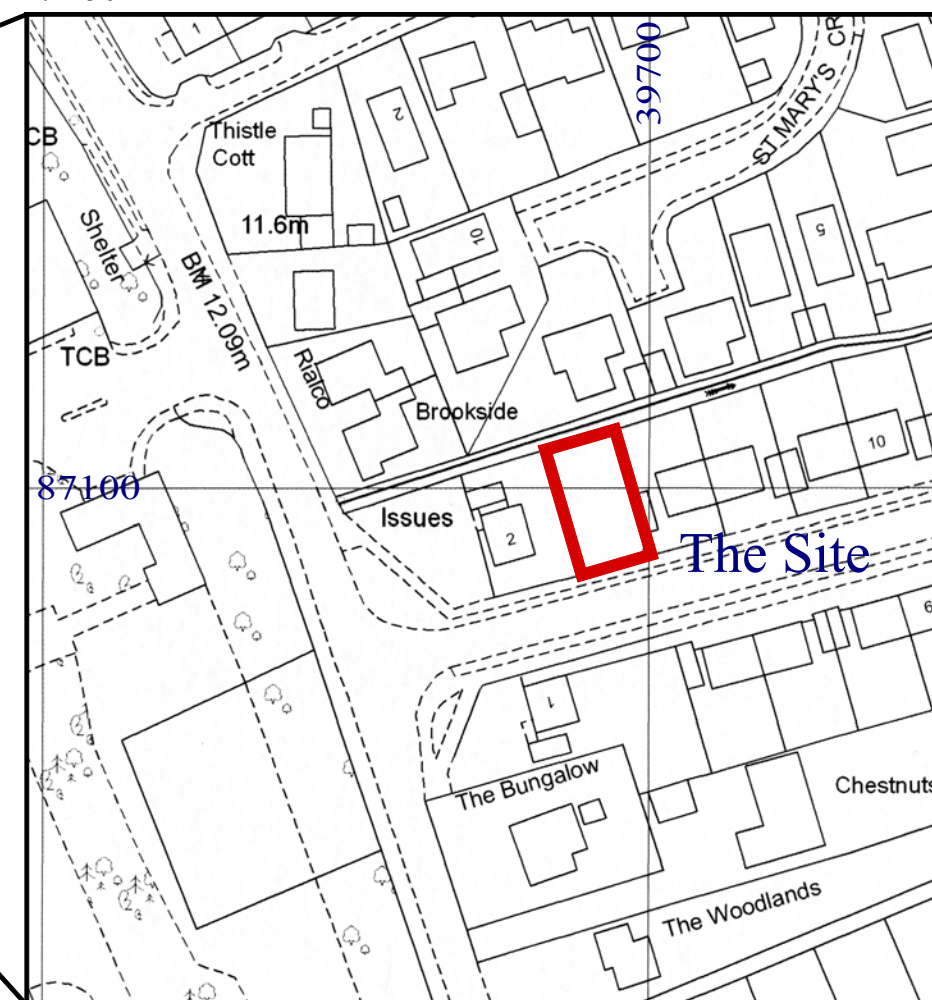 1
39700
ST MARY'S CR
CB
Thistle
Cott
2
Shelter
11.6m
10
5
BM 12.09m
TCB
Rialco
Brookside
10
87100
Issues
2
The Site
6
1
The Bungalow
Chestnuts
The Woodlands